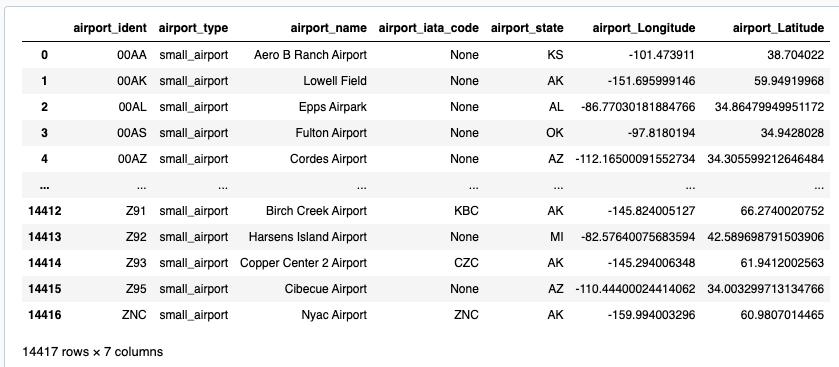 airport_ident airport_type airport_name airport_iata_code airport_state airport_Longitude airport_Latitude
0 00AA small_airport Aero B Ranch Airport None KS -101.473911 38.704022
1 00AK small_airport Lowell Field None AK -151.695999146 59.94919968
2 00AL small_airport Epps Airpark None AL -86.77030181884766 34.86479949951172
3 00AS small_airport Fulton Airport None OK -97.8180194 34.9428028
4 00AZ small_airport Cordes Airport None AZ -112.16500091552734 34.305599212646484
... ... ... ... ... ... ... ...
14412 Z91 small_airport Birch Creek Airport KBC AK -145.824005127 66.2740020752
14413 Z92 small_airport Harsens Island Airport None MI -82.57640075683594 42.589698791503906
14414 Z93 small_airport Copper Center 2 Airport CZC AK -145.294006348 61.9412002563
14415 Z95 small_airport Cibecue Airport None AZ -110.44400024414062 34.003299713134766
14416 ZNC small_airport Nyac Airport ZNC AK -159.994003296 60.9807014465
14417 rows × 7 columns